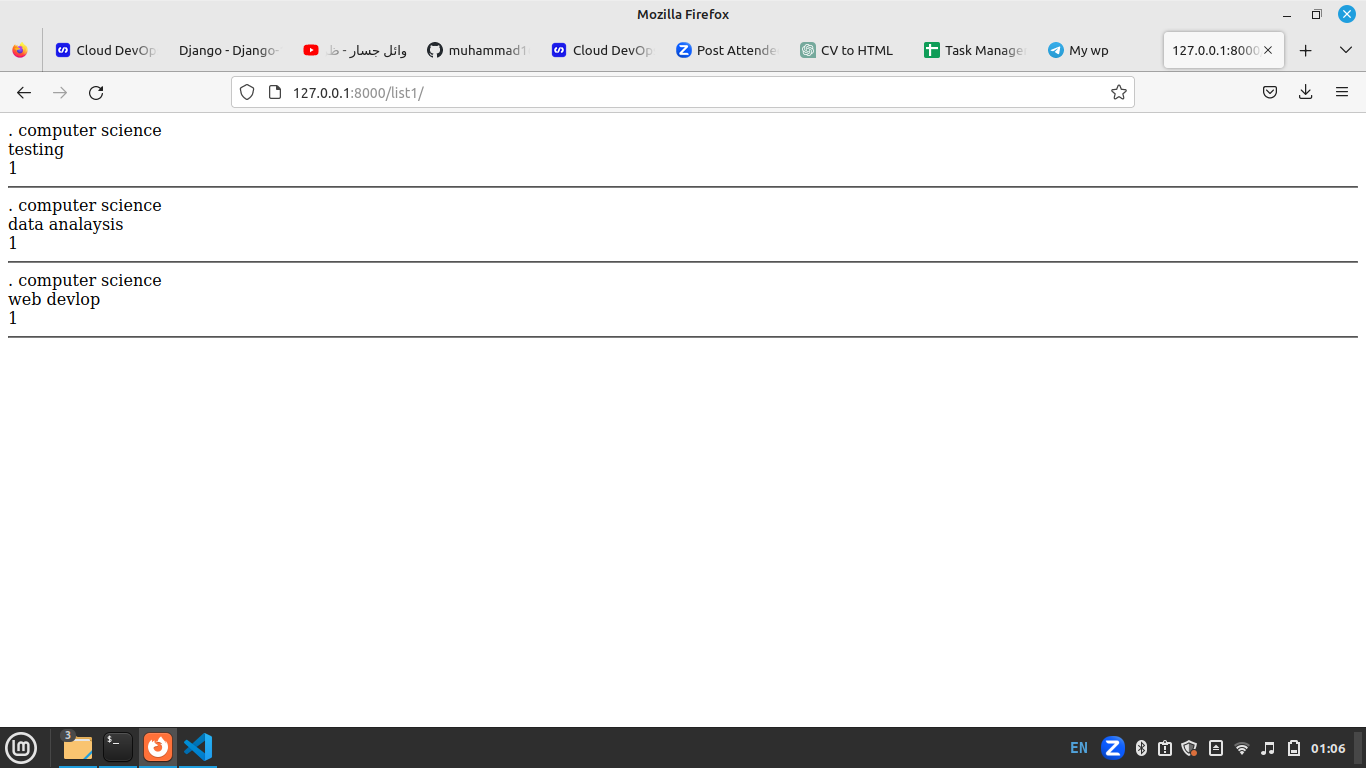 Mozilla Firefox
Cloud DevOp
Django - Django-
وائل جسار - ظ
muhammad1
Cloud DevOp
Post Attende
CV to HTML
Task Manager
My wp
127.0.0.1:8000
127.0.0.1:8000/list1/
. computer science
testing
1
. computer science
data analaysis
1
. computer science
web devlop
1
3
$_
EN
01:06